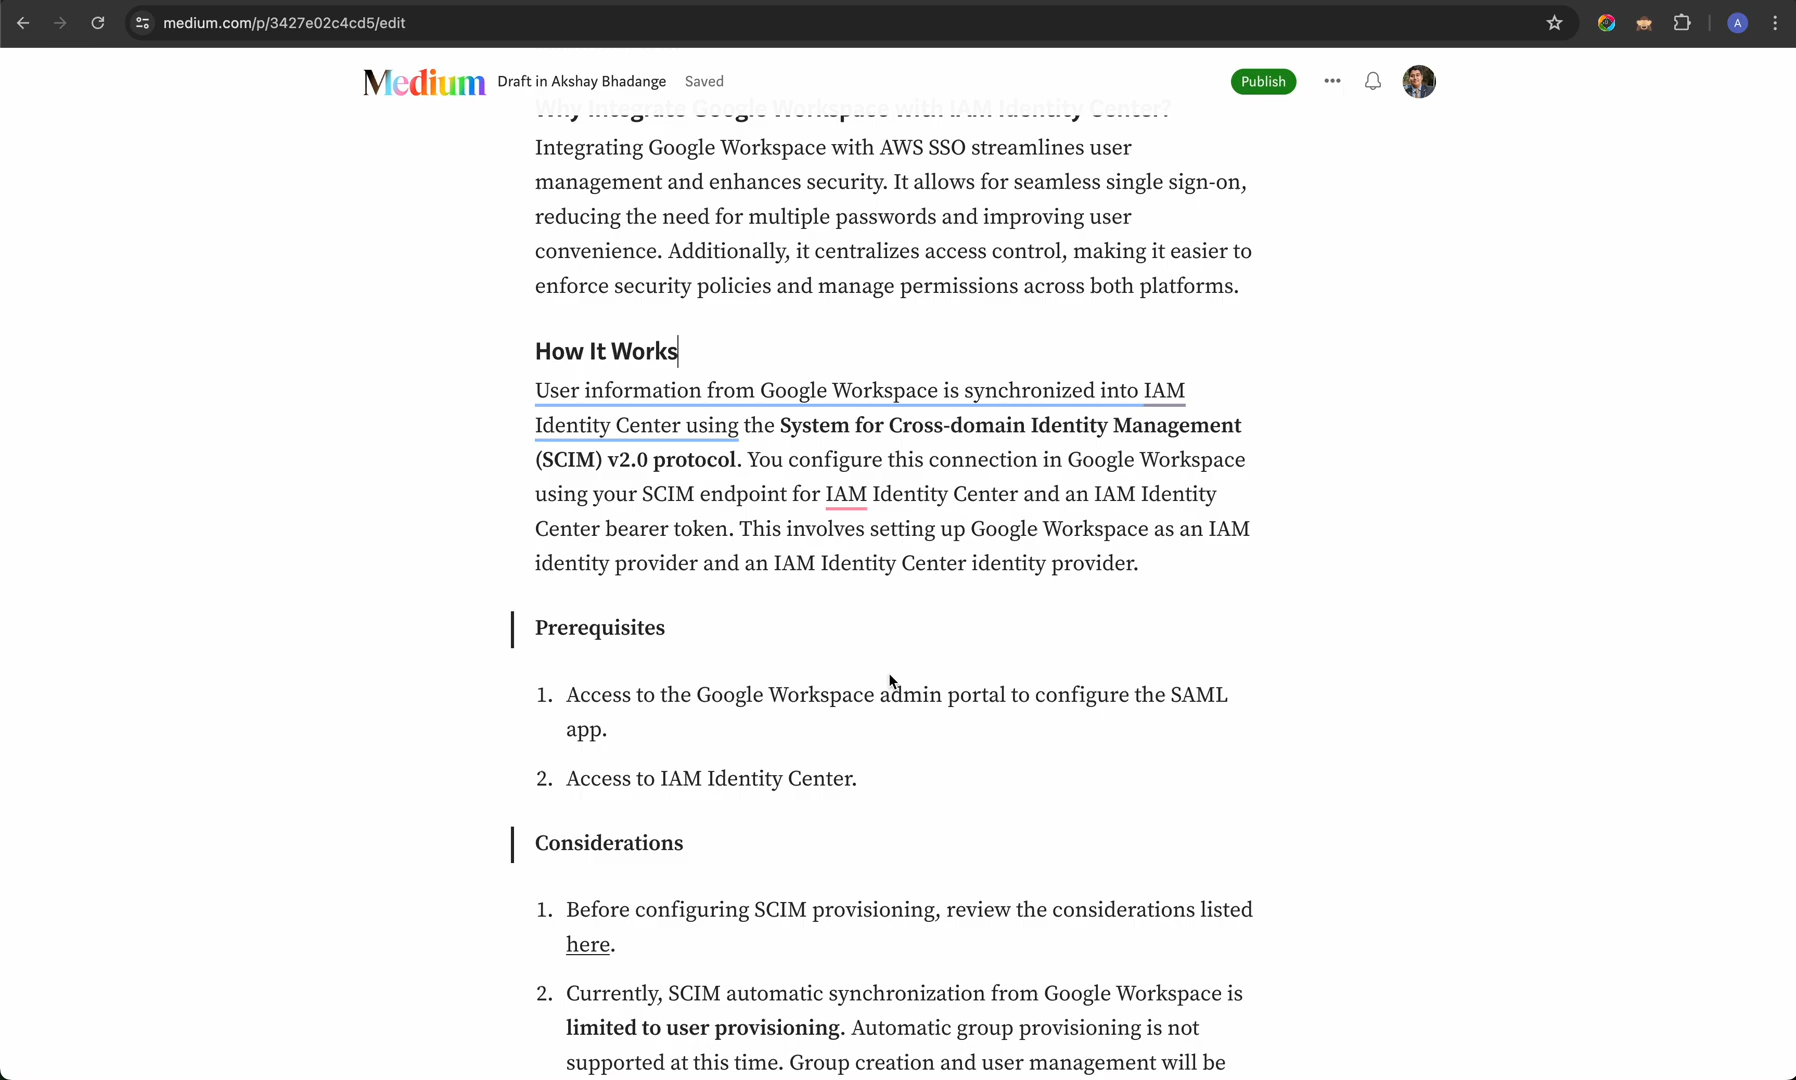 medium.com/p/3427e02c4cd5/edit
A
Medium
Draft in Akshay Bhadange
Saved
Publish
Why Integrate Google Workspace with IAM Identity Center?
Integrating Google Workspace with AWS SSO streamlines user
management and enhances security. It allows for seamless single sign-on,
reducing the need for multiple passwords and improving user
convenience. Additionally, it centralizes access control, making it easier to
enforce security policies and manage permissions across both platforms.
How It Works
User information from Google Workspace is synchronized into IAM
Identity Center using the System for Cross-domain Identity Management
(SCIM) v2.0 protocol. You configure this connection in Google Workspace
using your SCIM endpoint for IAM Identity Center and an IAM Identity
Center bearer token. This involves setting up Google Workspace as an IAM
identity provider and an IAM Identity Center identity provider.
Prerequisites
1. Access to the Google Workspace admin portal to configure the SAML
app.
2. Access to IAM Identity Center.
Considerations
1. Before configuring SCIM provisioning, review the considerations listed
here.
2. Currently, SCIM automatic synchronization from Google Workspace is
limited to user provisioning. Automatic group provisioning is not
supported at this time. Group creation and user management will be